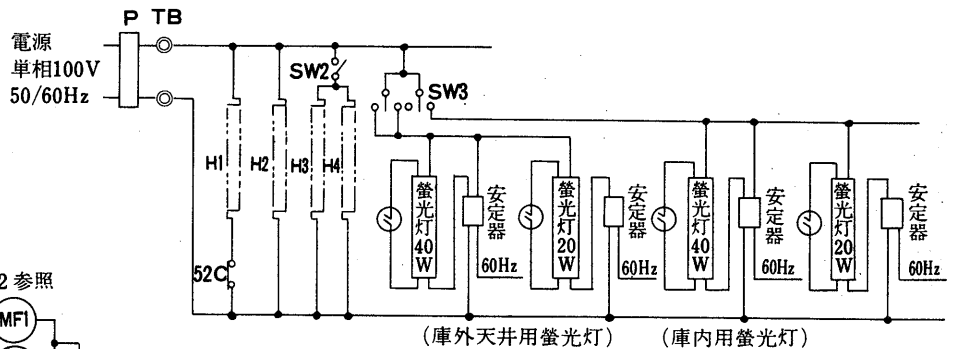 P TB
電源
単相100V
50/60Hz
SW2
SW3
H1
H2
H3
H4
螢光灯40W
安定器
60Hz
螢光灯20W
安定器
60Hz
螢光灯40W
安定器
60Hz
螢光灯20W
安定器
60Hz
52C
2参照
MF1
(庫外天井用螢光灯)
(庫内用螢光灯)